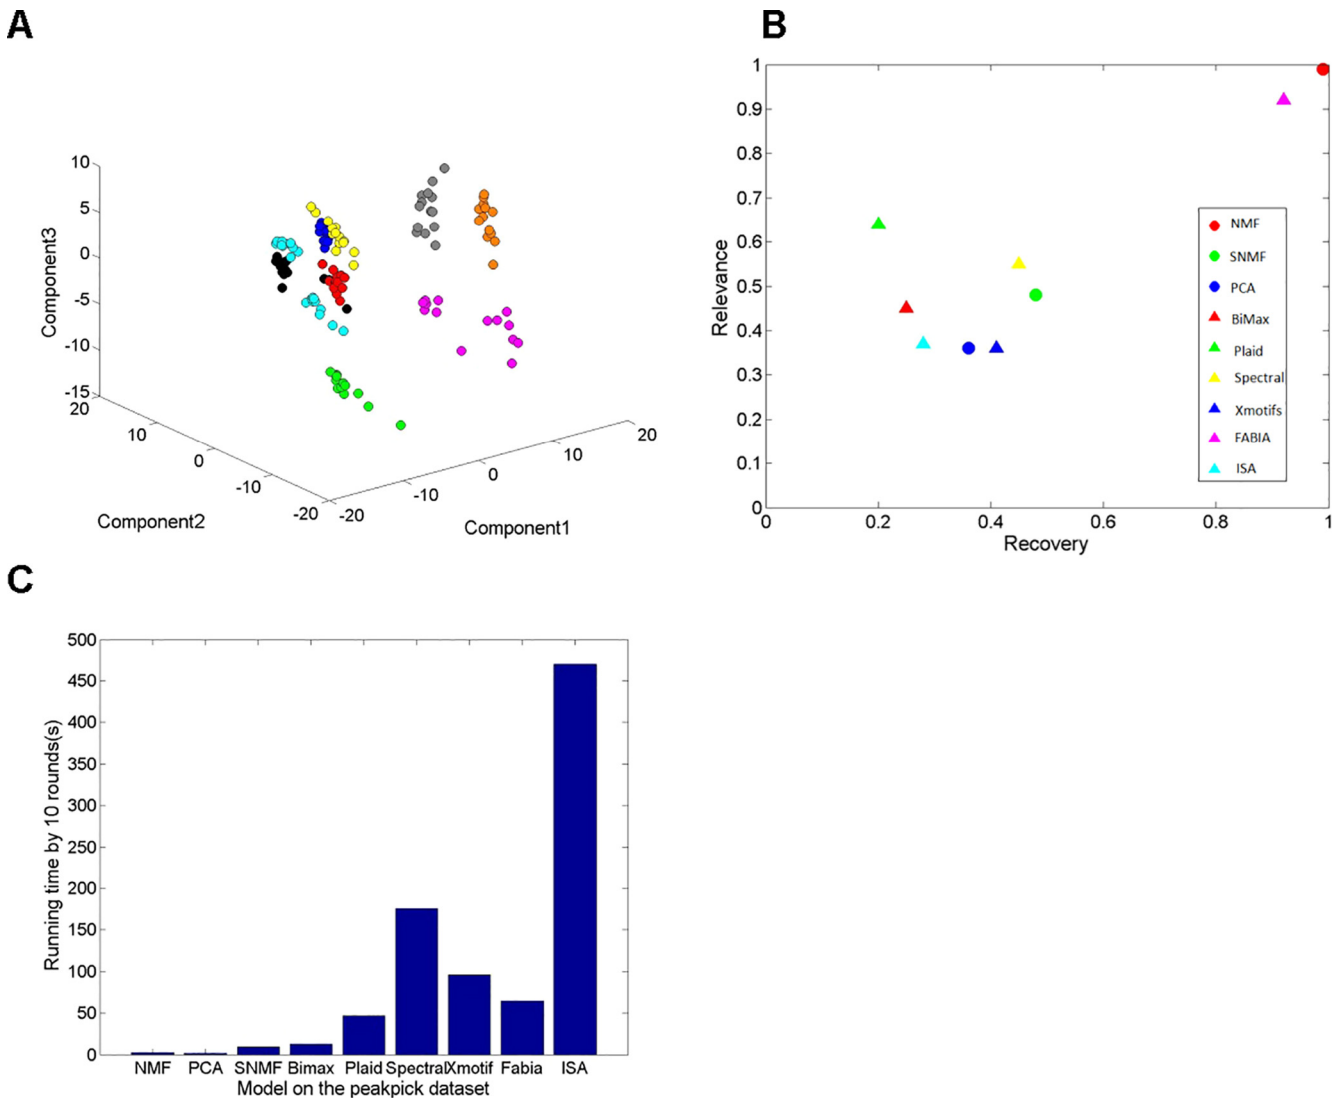 A
10
5
0
-5
-10
-15
Component3
20
10
0
-10
-20
Component2
-20
-10
0
10
20
Component1
B
1
0.9
0.8
0.7
0.6
0.5
0.4
0.3
0.2
0.1
0
Relevance
0 0.2 0.4 0.6 0.8 1
Recovery
NMF
SNMF
PCA
BiMax
Plaid
Spectral
Xmotifs
FABIA
ISA
C
500
450
400
350
300
250
200
150
100
50
0
Running time by 10 rounds(s)
NMF PCA SNMF Bimax Plaid Spectral Xmotif Fabia ISA
Model on the peakpick dataset